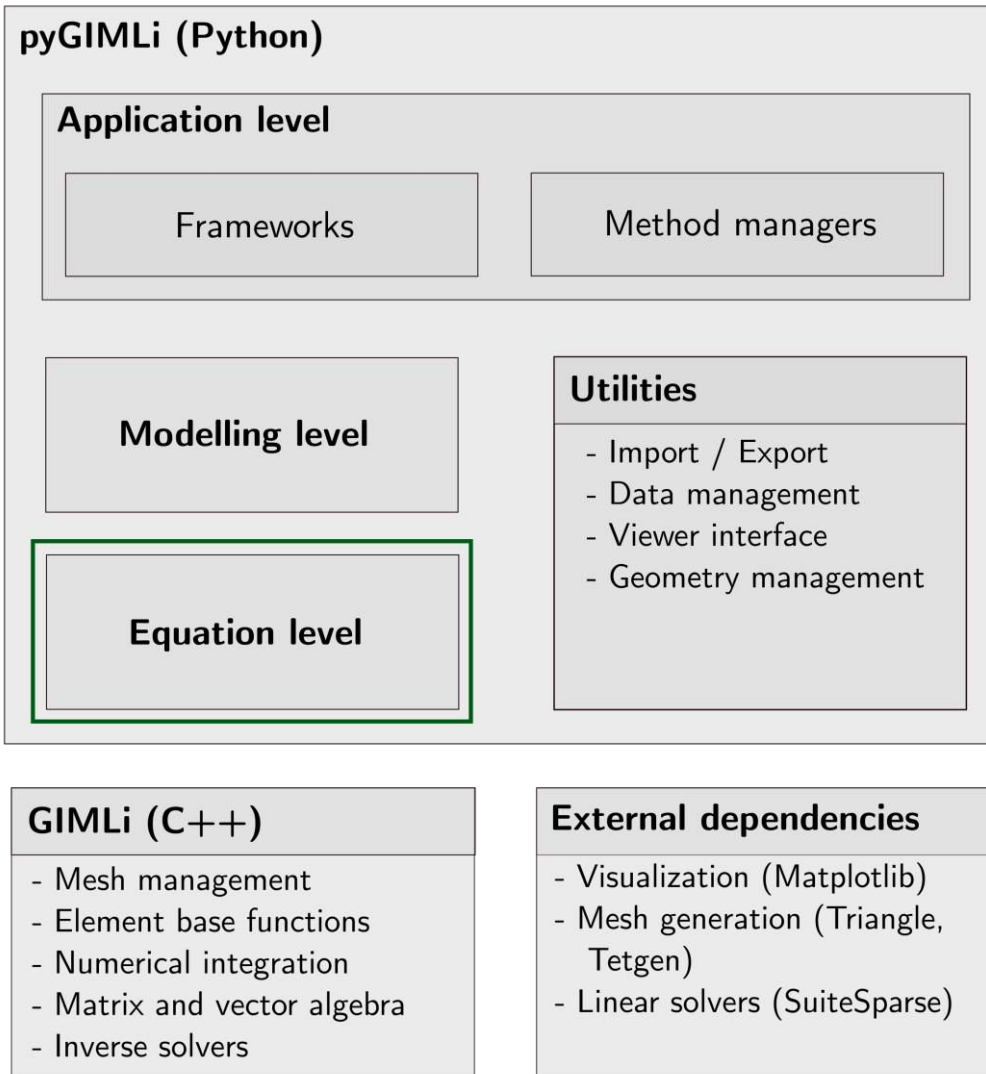 pyGIMLi (Python)
Application level
Frameworks
Method managers
Modelling level
Equation level
Utilities
- Import / Export
- Data management
- Viewer interface
- Geometry management
GIMLi (C++)
- Mesh management
- Element base functions
- Numerical integration
- Matrix and vector algebra
- Inverse solvers
External dependencies
- Visualization (Matplotlib)
- Mesh generation (Triangle,
Tetgen)
- Linear solvers (SuiteSparse)